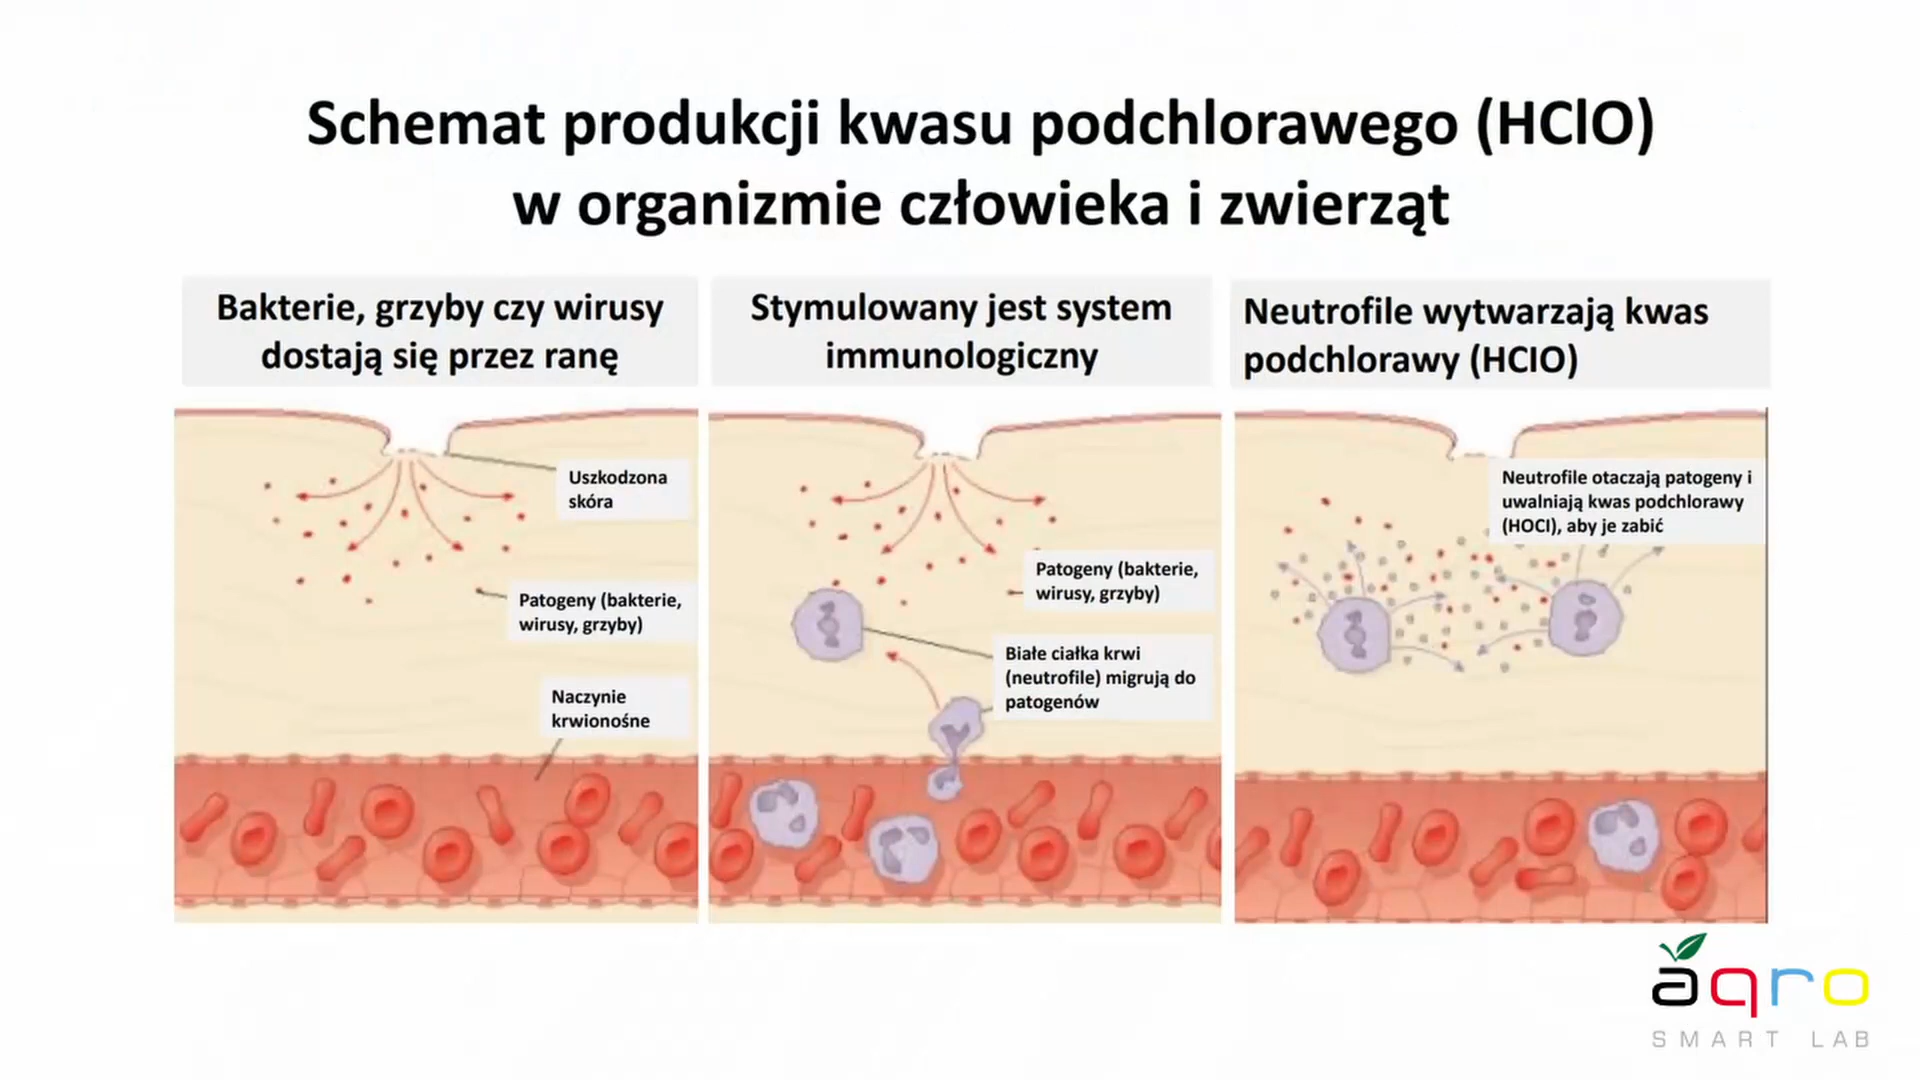 Schemat produkcji kwasu podchlorawego (HClO)
w organizmie człowieka i zwierząt
Bakterie, grzyby czy wirusy
dostają się przez ranę
Uszkodzona
skóra
Patogeny (bakterie,
wirusy, grzyby)
Naczynie
krwionośne
Stymulowany jest system
immunologiczny
Patogeny (bakterie,
wirusy, grzyby)
Białe ciałka krwi
(neutrofile) migrują do
patogenów
Neutrofile wytwarzają kwas
podchlorawy (HClO)
Neutrofile otaczają patogeny i
uwalniają kwas podchlorawy
(HOCl), aby je zabić
aqro
SMART LAB